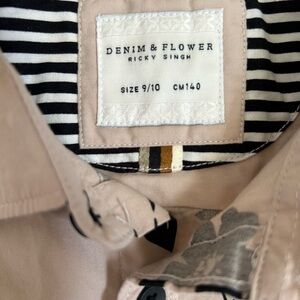 DENIM & FLOWER
RICKY SINGH
SIZE 9/10 CM140